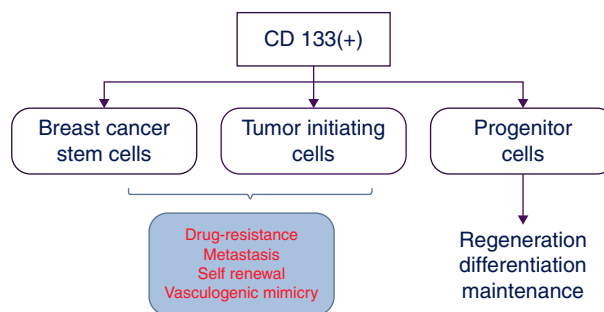 CD 133(+)
Breast cancer
stem cells
Tumor initiating
cells
Progenitor
cells
Drug-resistance
Metastasis
Self renewal
Vasculogenic mimicry
Regeneration
differentiation
maintenance